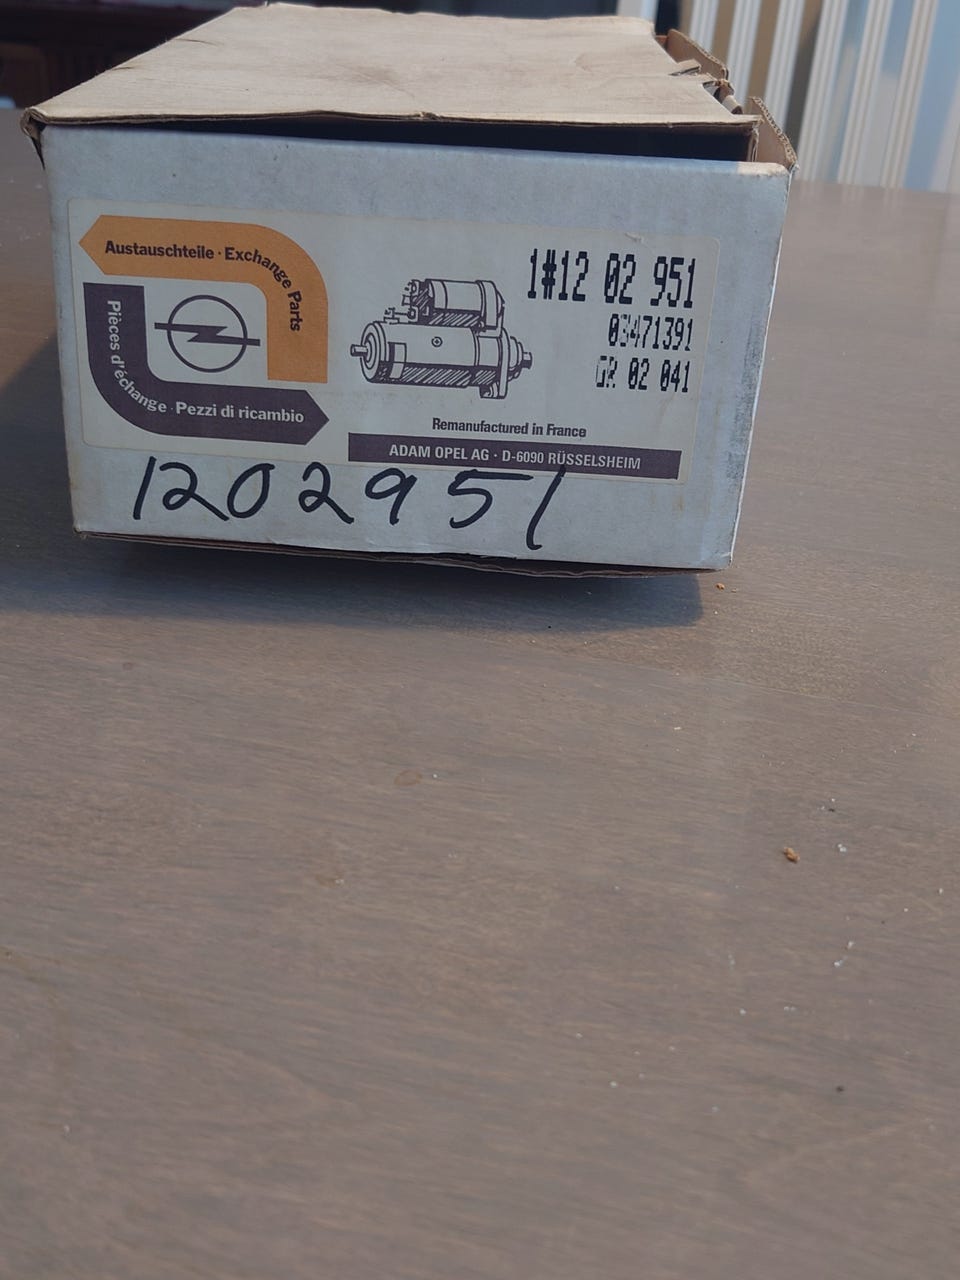 Austauschteile · Exchange Parts
Pièces d'échange · Pezzi di ricambio
1#12 02 951
03471391
GR 02 041
Remanufactured in France
ADAM OPEL AG · D-6090 RÜSSELSHEIM
1202951